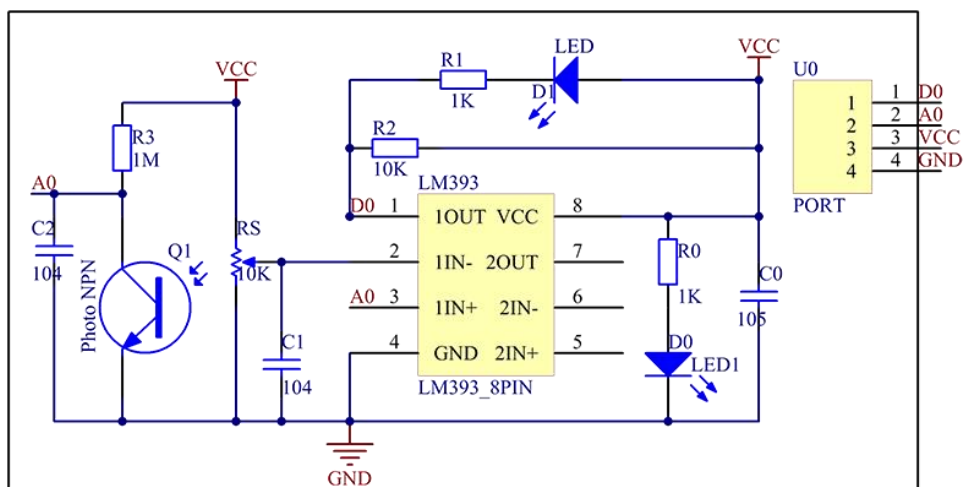 VCC
R3
1M
A0
C2
104
Photo NPN
Q1
RS
10K
C1
104
GND
R1
1K
LED
D1
R2
10K
VCC
LM393
D0
1 1OUT VCC 8
2 1IN- 2OUT 7
A0 3 1IN+ 2IN- 6
4 GND 2IN+ 5
LM393_8PIN
R0
1K
C0
105
D0
LED1
U0
1 1 D0
2 2 A0
3 3 VCC
4 4 GND
PORT